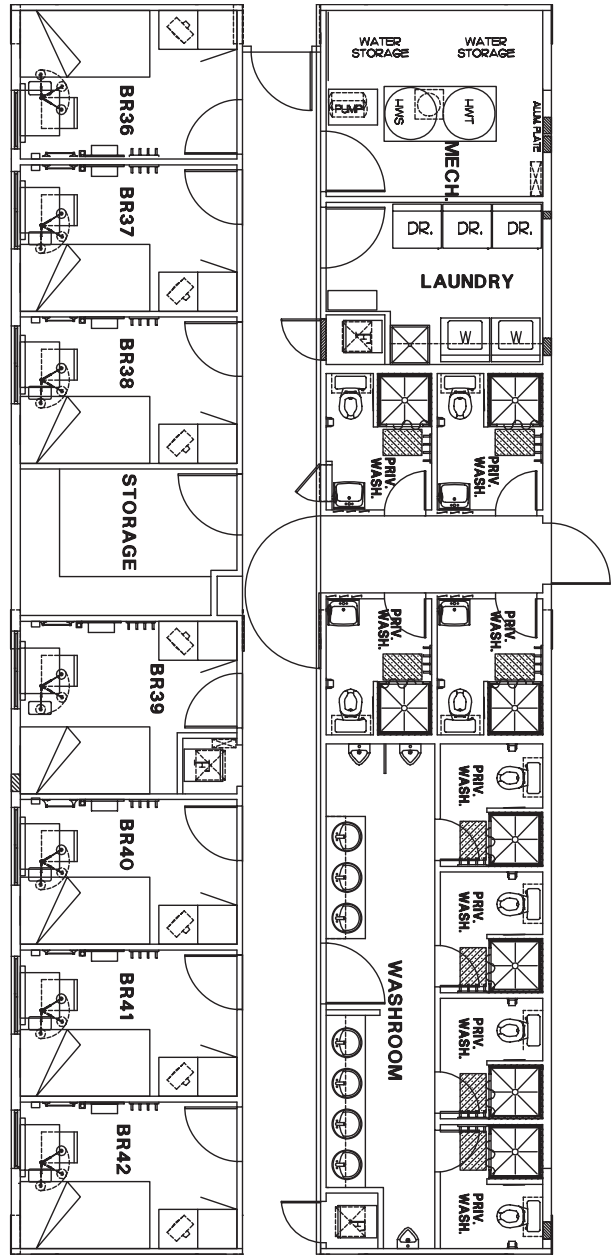 WATER
STORAGE
WATER
STORAGE
BR36
PUMP
HWS
HWT
ALUM. PLATE
MECH.
BR37
DR.
DR.
DR.
LAUNDRY
BR38
W
W
PRIV.
WASH.
PRIV.
WASH.
STORAGE
PRIV.
WASH.
PRIV.
WASH.
BR39
PRIV.
WASH.
BR40
PRIV.
WASH.
WASHROOM
BR41
PRIV.
WASH.
BR42
PRIV.
WASH.